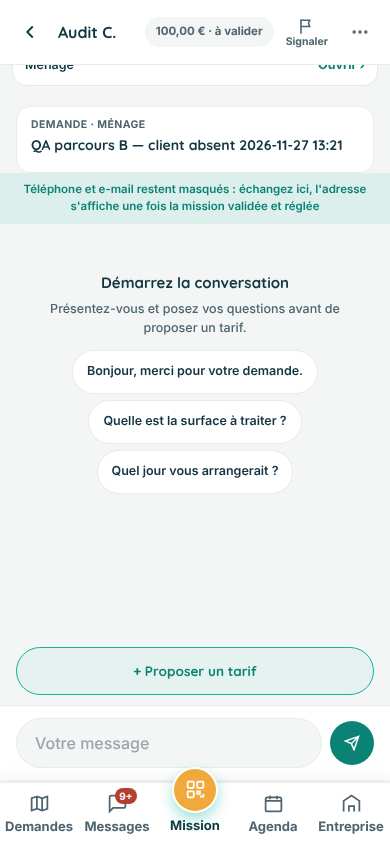 Audit C.
100,00 € · à valider
Signaler
Ménage
Ouvrir ›
DEMANDE · MÉNAGE
QA parcours B — client absent 2026-11-27 13:21
Téléphone et e-mail restent masqués : échangez ici, l'adresse
s'affiche une fois la mission validée et réglée
Démarrez la conversation
Présentez-vous et posez vos questions avant de
proposer un tarif.
Bonjour, merci pour votre demande.
Quelle est la surface à traiter ?
Quel jour vous arrangerait ?
+ Proposer un tarif
Votre message
9+
Demandes
Messages
Mission
Agenda
Entreprise